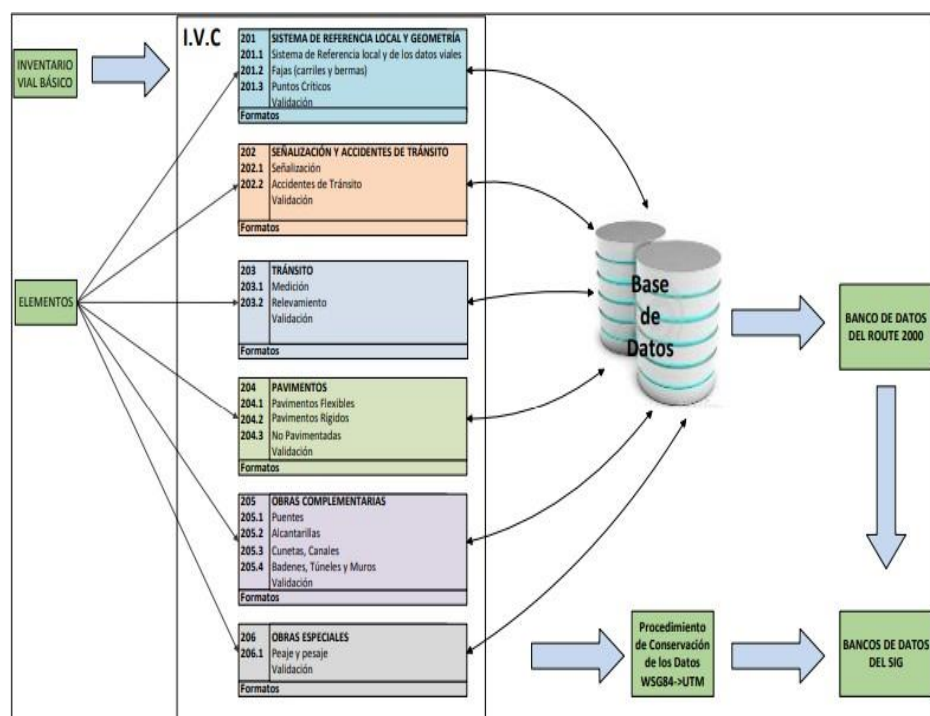 INVENTARIO
VIAL BÁSICO
I.V.C
201 SISTEMA DE REFERENCIA LOCAL Y GEOMETRÍA
201.1 Sistema de Referencia local y de los datos viales
201.2 Fajas (carriles y bermas)
201.3 Puntos Críticos
Validación
Formatos
202 SEÑALIZACIÓN Y ACCIDENTES DE TRÁNSITO
202.1 Señalización
202.2 Accidentes de Tránsito
Validación
Formatos
ELEMENTOS
203 TRÁNSITO
203.1 Medición
203.2 Relevamiento
Validación
Formatos
204 PAVIMENTOS
204.1 Pavimentos Flexibles
204.2 Pavimentos Rígidos
204.3 No Pavimentadas
Validación
Formatos
205 OBRAS COMPLEMENTARIAS
205.1 Puentes
205.2 Alcantarillas
205.3 Cunetas, Canales
205.4 Badenes, Túneles y Muros
Validación
Formatos
206 OBRAS ESPECIALES
206.1 Peaje y pesaje
Validación
Formatos
Base
de
Datos
BANCO DE DATOS
DEL ROUTE 2000
Procedimiento
de Conservación
de los Datos
WSG84->UTM
BANCOS DE DATOS
DEL SIG